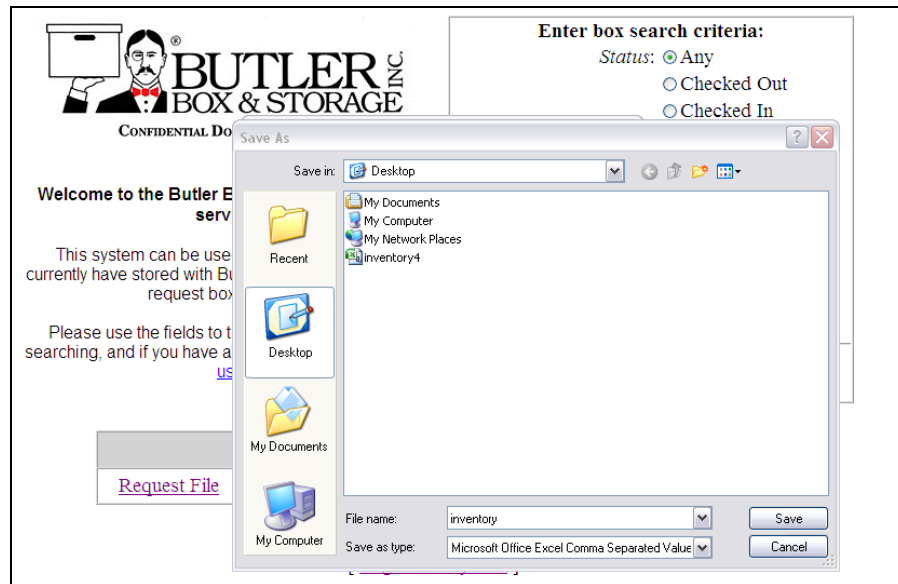 BUTLER INC.
BOX & STORAGE
®
CONFIDENTIAL
Enter box search criteria:
Status: Any
Checked Out
Checked In
Welcome to the Butler
serv
This system can be use
currently have stored with
request box
Please use the fields to t
searching, and if you have a
us
Request File
Save As
Save in: Desktop
Recent
Desktop
My Documents
My Computer
My Documents
My Computer
My Network Places
inventory4
File name: inventory Save
Save as type: Microsoft Office Excel Comma Separated Value Cancel